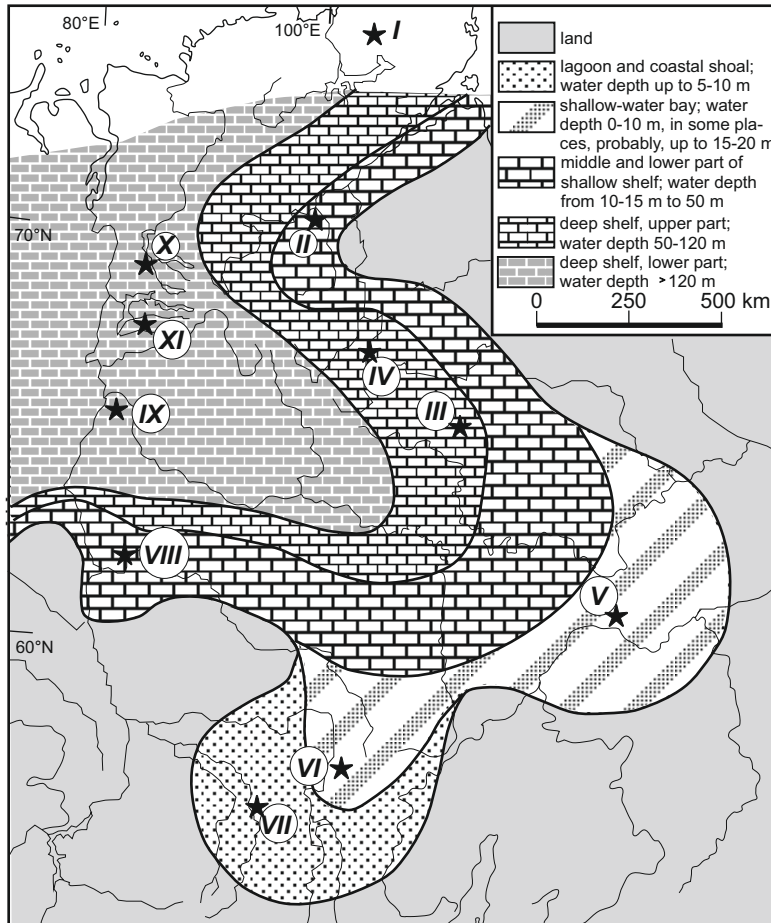 80°E
100°E
I
land
lagoon and coastal shoal;
water depth up to 5-10 m
shallow-water bay; water
depth 0-10 m, in some pla-
ces, probably, up to 15-20 m
middle and lower part of
shallow shelf; water depth
from 10-15 m to 50 m
deep shelf, upper part;
water depth 50-120 m
deep shelf, lower part;
water depth >120 m
0 250 500 km
70°N
X
II
XI
IV
III
IX
VIII
V
60°N
VI
VII